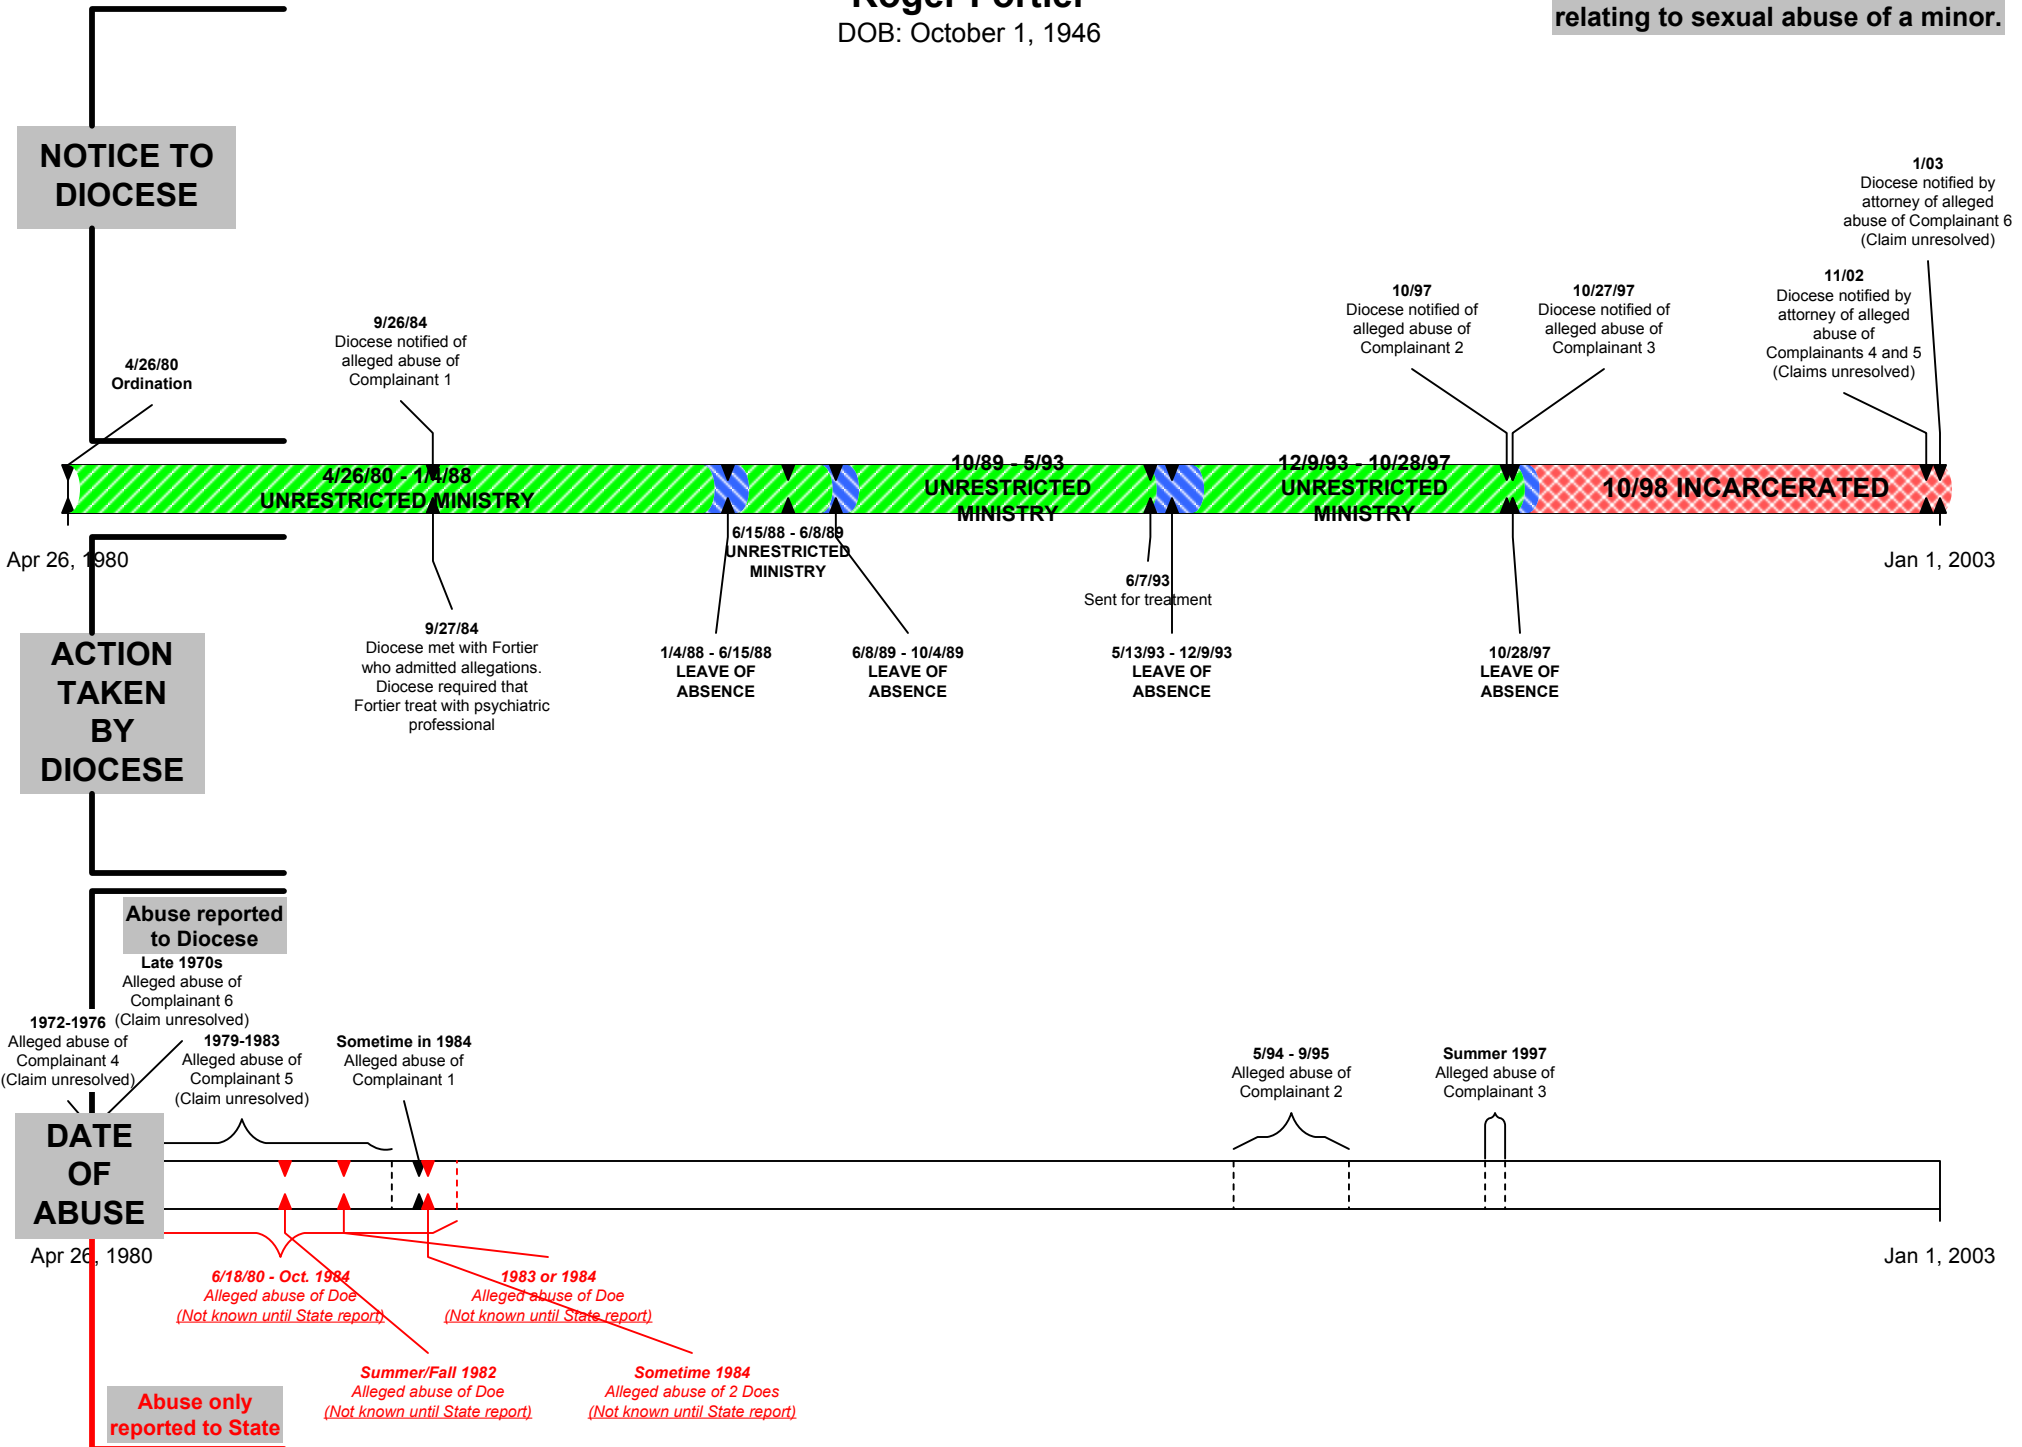 Roger Fortier
DOB: October 1, 1946
relating to sexual abuse of a minor.
NOTICE TO
DIOCESE
1/03
Diocese notified by
attorney of alleged
abuse of Complainant 6
(Claim unresolved)
11/02
Diocese notified by
attorney of alleged
abuse of
Complainants 4 and 5
(Claims unresolved)
10/97
Diocese notified of
alleged abuse of
Complainant 2
10/27/97
Diocese notified of
alleged abuse of
Complainant 3
9/26/84
Diocese notified of
alleged abuse of
Complainant 1
4/26/80
Ordination
4/26/80 - 1/4/88
UNRESTRICTED MINISTRY
10/89 - 5/93
UNRESTRICTED
MINISTRY
12/9/93 - 10/28/97
UNRESTRICTED
MINISTRY
10/98 INCARCERATED
6/15/88 - 6/8/89
UNRESTRICTED
MINISTRY
Apr 26, 1980
Jan 1, 2003
6/7/93
Sent for treatment
ACTION
TAKEN
BY
DIOCESE
9/27/84
Diocese met with Fortier
who admitted allegations.
Diocese required that
Fortier treat with psychiatric
professional
1/4/88 - 6/15/88
LEAVE OF
ABSENCE
6/8/89 - 10/4/89
LEAVE OF
ABSENCE
5/13/93 - 12/9/93
LEAVE OF
ABSENCE
10/28/97
LEAVE OF
ABSENCE
Abuse reported
to Diocese
Late 1970s
Alleged abuse of
Complainant 6
(Claim unresolved)
1972-1976
Alleged abuse of
Complainant 4
(Claim unresolved)
1979-1983
Alleged abuse of
Complainant 5
(Claim unresolved)
Sometime in 1984
Alleged abuse of
Complainant 1
5/94 - 9/95
Alleged abuse of
Complainant 2
Summer 1997
Alleged abuse of
Complainant 3
DATE
OF
ABUSE
Apr 26, 1980
Jan 1, 2003
6/18/80 - Oct. 1984
Alleged abuse of Doe
(Not known until State report)
1983 or 1984
Alleged abuse of Doe
(Not known until State report)
Summer/Fall 1982
Alleged abuse of Doe
(Not known until State report)
Sometime 1984
Alleged abuse of 2 Does
(Not known until State report)
Abuse only
reported to State